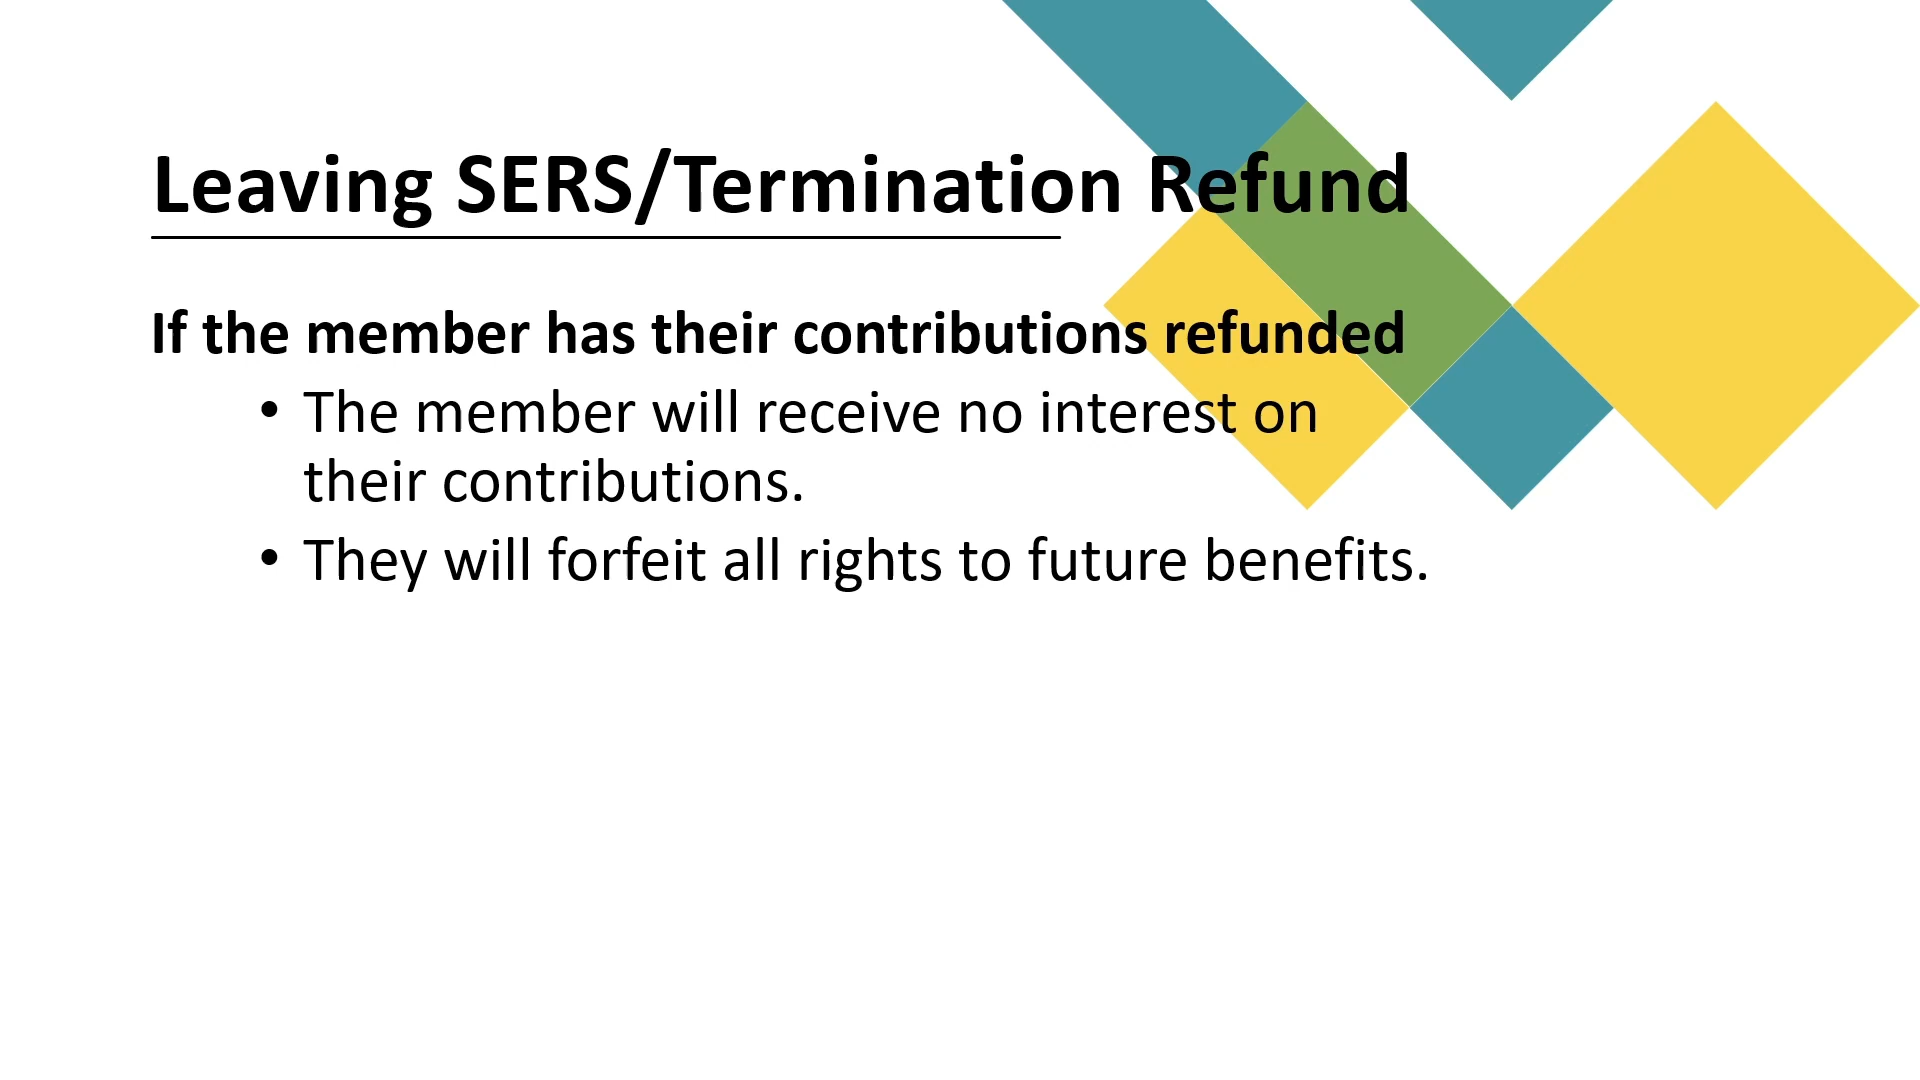 Leaving SERS/Termination Refund
If the member has their contributions refunded
• The member will receive no interest on
their contributions.
• They will forfeit all rights to future benefits.